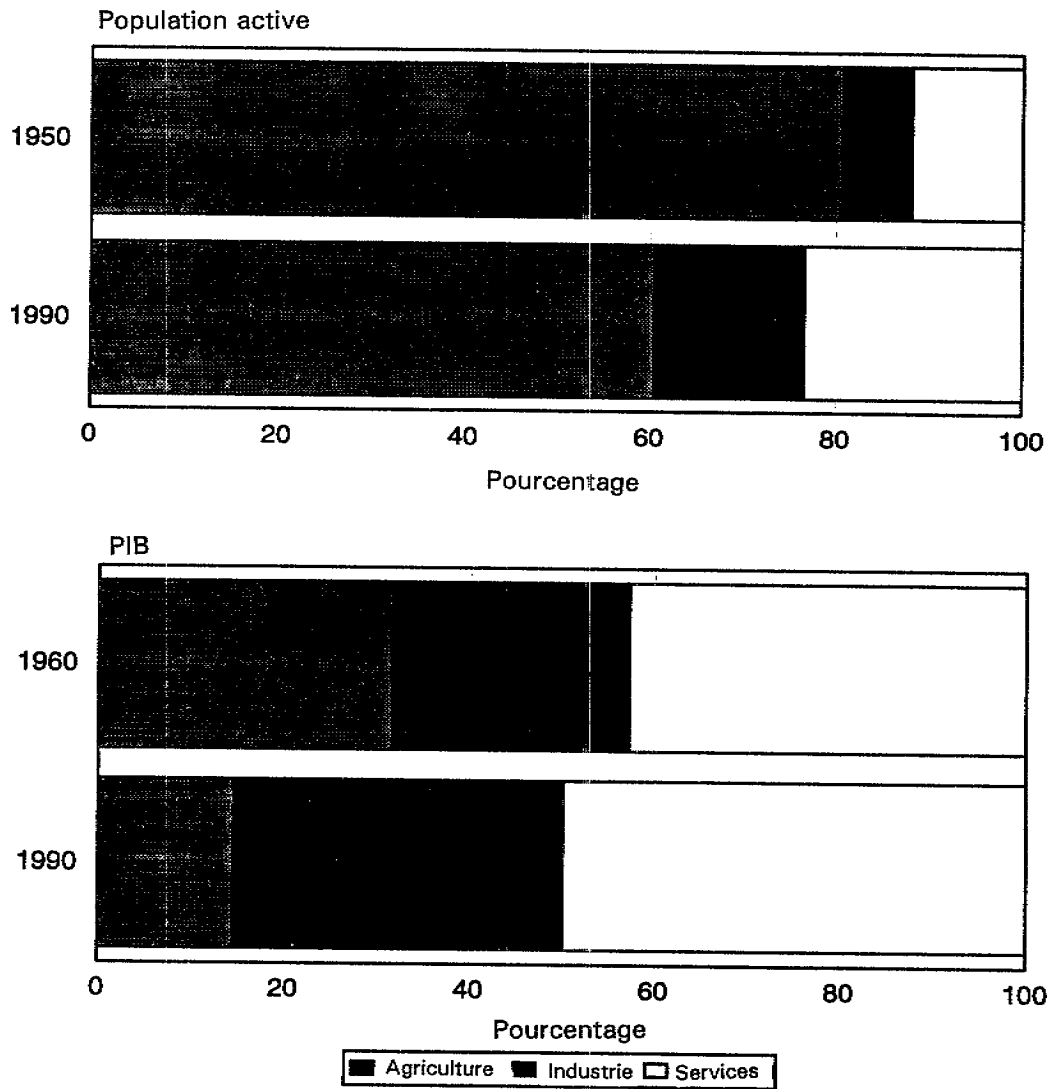 Population active
1950
1990
0 20 40 60 80 100
Pourcentage
PIB
1960
1990
0 20 40 60 80 100
Pourcentage
Agriculture Industrie Services